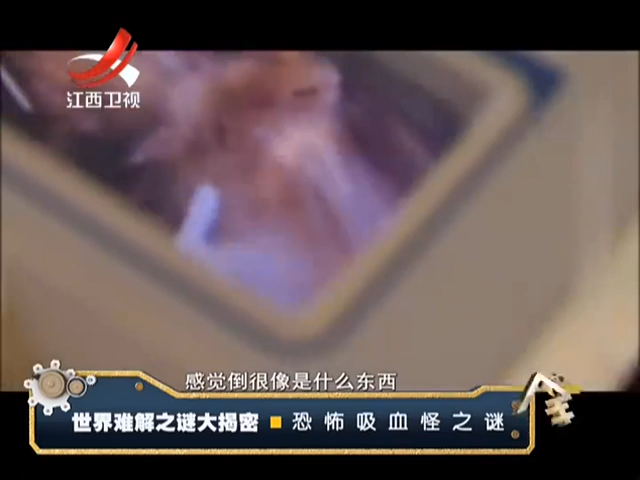 江西卫视
感觉倒很像是什么东西
世界难解之谜大揭密 恐怖吸血怪之谜